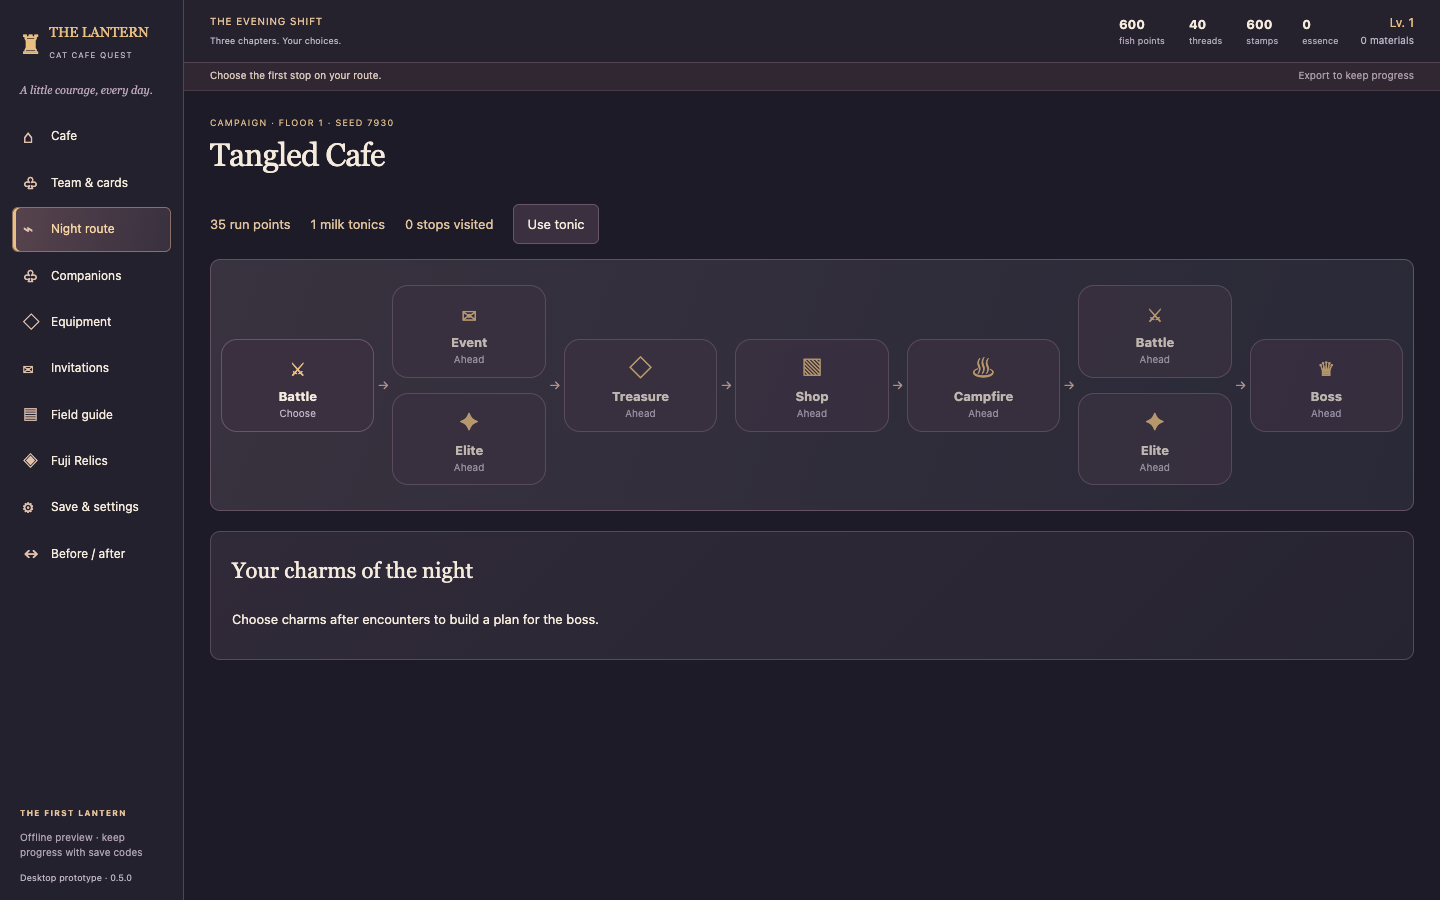 THE LANTERN
CAT CAFE QUEST
A little courage, every day.
Cafe
Team & cards
Night route
Companions
Equipment
Invitations
Field guide
Fuji Relics
Save & settings
Before / after
THE FIRST LANTERN
Offline preview · keep
progress with save codes
Desktop prototype · 0.5.0
THE EVENING SHIFT
Three chapters. Your choices.
600 fish points
40 threads
600 stamps
0 essence
Lv. 1
0 materials
Choose the first stop on your route.
Export to keep progress
CAMPAIGN · FLOOR 1 · SEED 7930
Tangled Cafe
35 run points
1 milk tonics
0 stops visited
Use tonic
Battle
Choose
Event
Ahead
Elite
Ahead
Treasure
Ahead
Shop
Ahead
Campfire
Ahead
Battle
Ahead
Elite
Ahead
Boss
Ahead
Your charms of the night
Choose charms after encounters to build a plan for the boss.